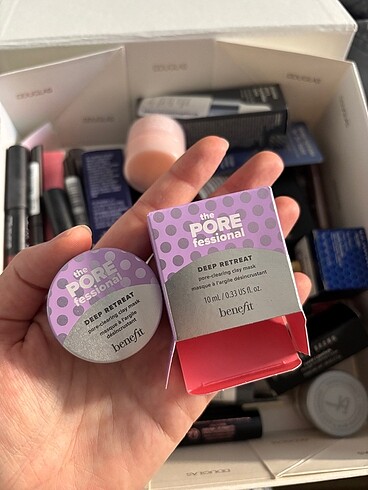 DOUGLAS
DOUGLAS
the
PORE
fessional
DEEP RETREAT
pore-clearing clay mask
masque à l'argile
désincrustant
benefit
the
PORE
fessional
DEEP RETREAT
pore-clearing clay mask
masque à l'argile désincrustant
10 mL / 0.33 US fl. oz.
benefit
DOUGLAS